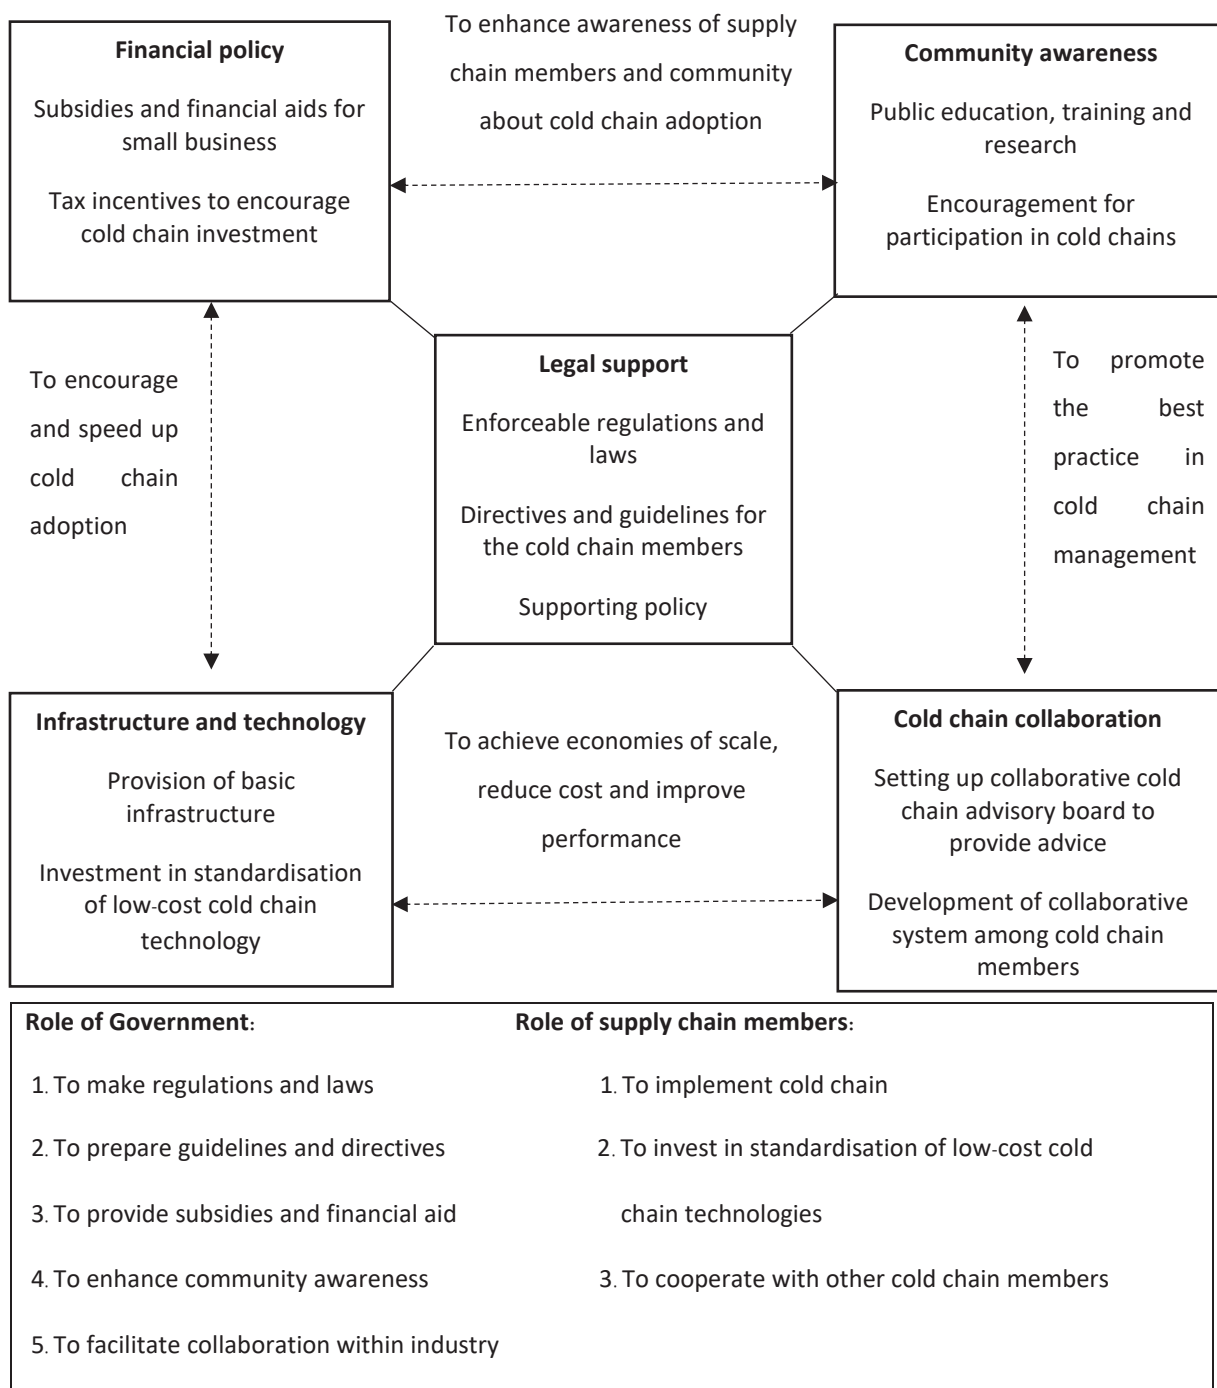 Financial policy
Subsidies and financial aids for
small business
Tax incentives to encourage
cold chain investment
To enhance awareness of supply
chain members and community
about cold chain adoption
Community awareness
Public education, training and
research
Encouragement for
participation in cold chains
To encourage
and speed up
cold chain
adoption
Legal support
Enforceable regulations and
laws
Directives and guidelines for
the cold chain members
Supporting policy
To promote
the best
practice in
cold chain
management
Infrastructure and technology
Provision of basic
infrastructure
Investment in standardisation
of low-cost cold chain
technology
To achieve economies of scale,
reduce cost and improve
performance
Cold chain collaboration
Setting up collaborative cold
chain advisory board to
provide advice
Development of collaborative
system among cold chain
members
Role of Government:
1. To make regulations and laws
2. To prepare guidelines and directives
3. To provide subsidies and financial aid
4. To enhance community awareness
5. To facilitate collaboration within industry
Role of supply chain members:
1. To implement cold chain
2. To invest in standardisation of low-cost cold
chain technologies
3. To cooperate with other cold chain members